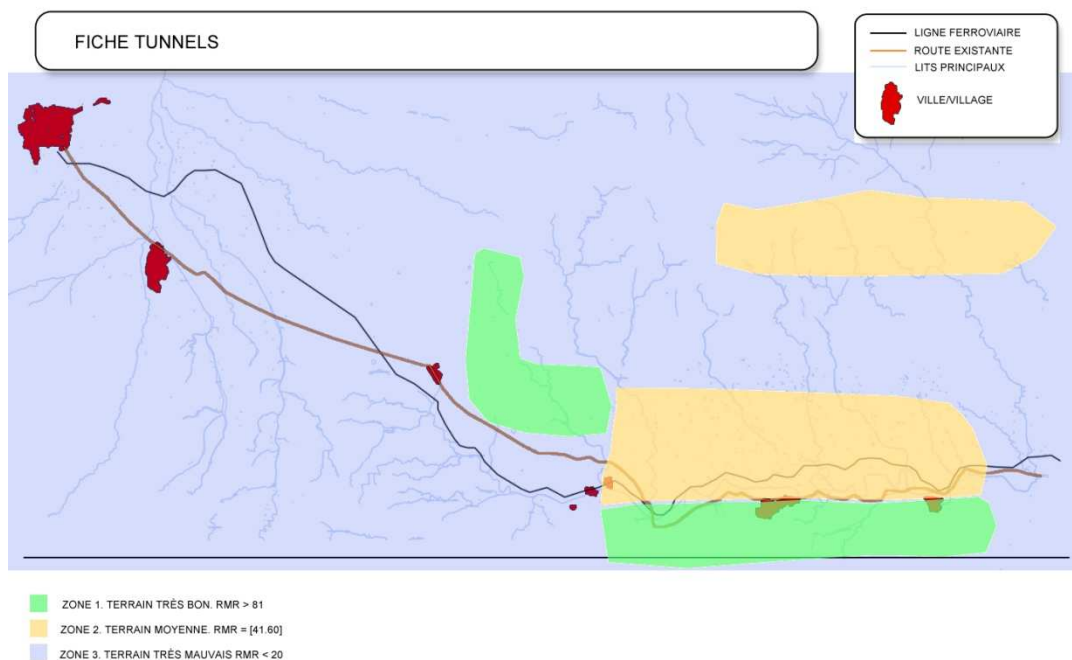 FICHE TUNNELS
LIGNE FERROVIAIRE
ROUTE EXISTANTE
LITS PRINCIPAUX
VILLE/VILLAGE
ZONE 1. TERRAIN TRÈS BON. RMR > 81
ZONE 2. TERRAIN MOYENNE. RMR = [41.60]
ZONE 3. TERRAIN TRÈS MAUVAIS RMR < 20